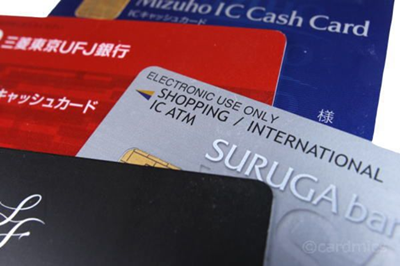 Mizuho IC Cash Card
ICキャッシュカード
様
三菱東京UFJ銀行
キャッシュカード
ELECTRONIC USE ONLY
SHOPPING / INTERNATIONAL
IC ATM
SURUGA bank